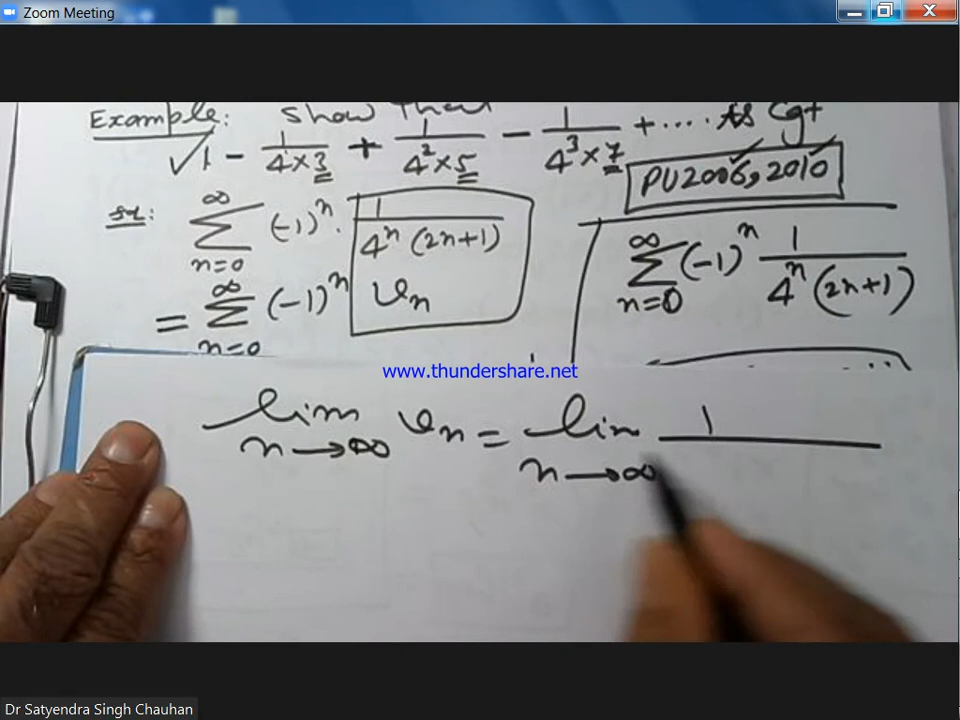 Zoom Meeting
Example: Show that
√1 - 1/(4×3) + 1/(4²×5) - 1/(4³×7) + .... is Cgt
PU2006, 2010
Sol: ∑_{n=0}^{∞} (-1)^n . 1/(4^n (2n+1))
= ∑_{n=0}^{∞} (-1)^n u_n
∑_{n=0}^{∞} (-1)^n 1/(4^n (2n+1))
www.thundershare.net
lim_{n→∞} u_n = lim_{n→∞} 1
Dr Satyendra Singh Chauhan